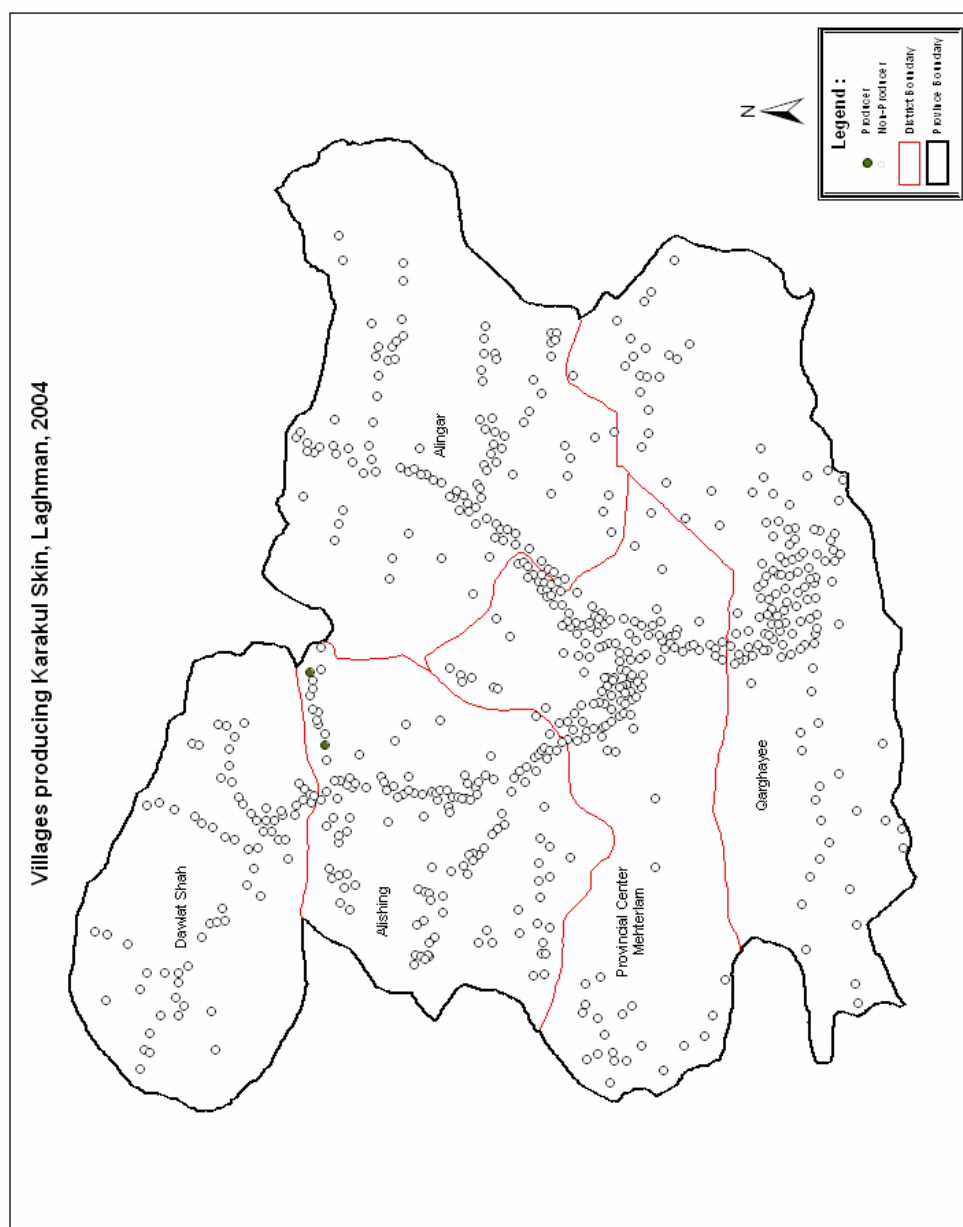 Villages producing Karakul Skin, Laghman, 2004
Dawlat Shah
Alishing
Alingar
Provincial Center
Mehterlam
Qarghayee
N
Legend :
Producer
Non-Producer
District Boundary
Province Boundary